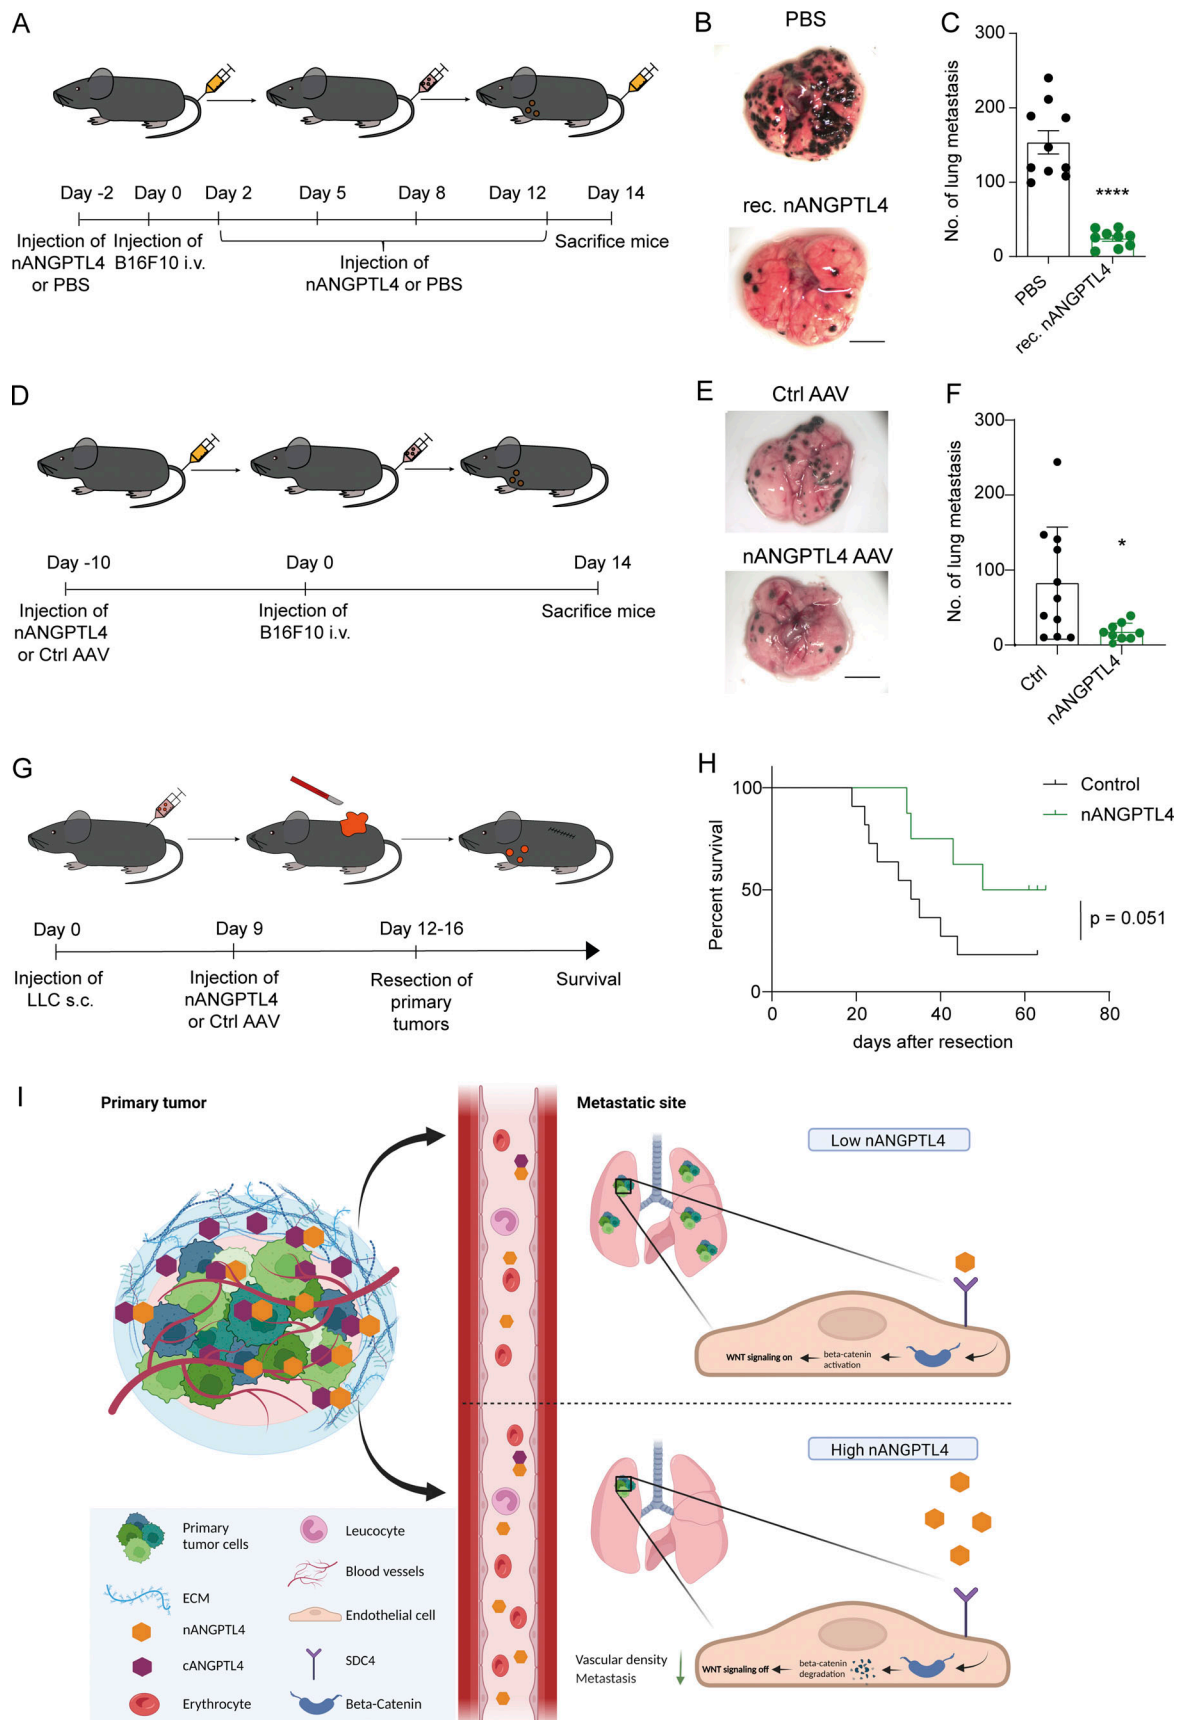 A
Day -2
Day 0
Day 2
Day 5
Day 8
Day 12
Day 14
Injection of
nANGPTL4
or PBS
Injection of
B16F10 i.v.
Injection of
nANGPTL4 or PBS
Sacrifice mice
B
PBS
rec. nANGPTL4
C
No. of lung metastasis
300
200
100
0
****
PBS
rec. nANGPTL4
D
Day -10
Day 0
Day 14
Injection of
nANGPTL4
or Ctrl AAV
Injection of
B16F10 i.v.
Sacrifice mice
E
Ctrl AAV
nANGPTL4 AAV
F
No. of lung metastasis
300
200
100
0
*
Ctrl
nANGPTL4
G
Day 0
Day 9
Day 12-16
Injection of
LLC s.c.
Injection of
nANGPTL4
or Ctrl AAV
Resection of
primary
tumors
Survival
H
Percent survival
100
50
0
0
20
40
60
80
days after resection
Control
nANGPTL4
p = 0.051
I
Primary tumor
Metastatic site
Low nANGPTL4
WNT signaling on
beta-catenin
activation
High nANGPTL4
Vascular density
Metastasis
WNT signaling off
beta-catenin
degradation
Primary
tumor cells
ECM
nANGPTL4
cANGPTL4
Erythrocyte
Leucocyte
Blood vessels
Endothelial cell
SDC4
Beta-Catenin